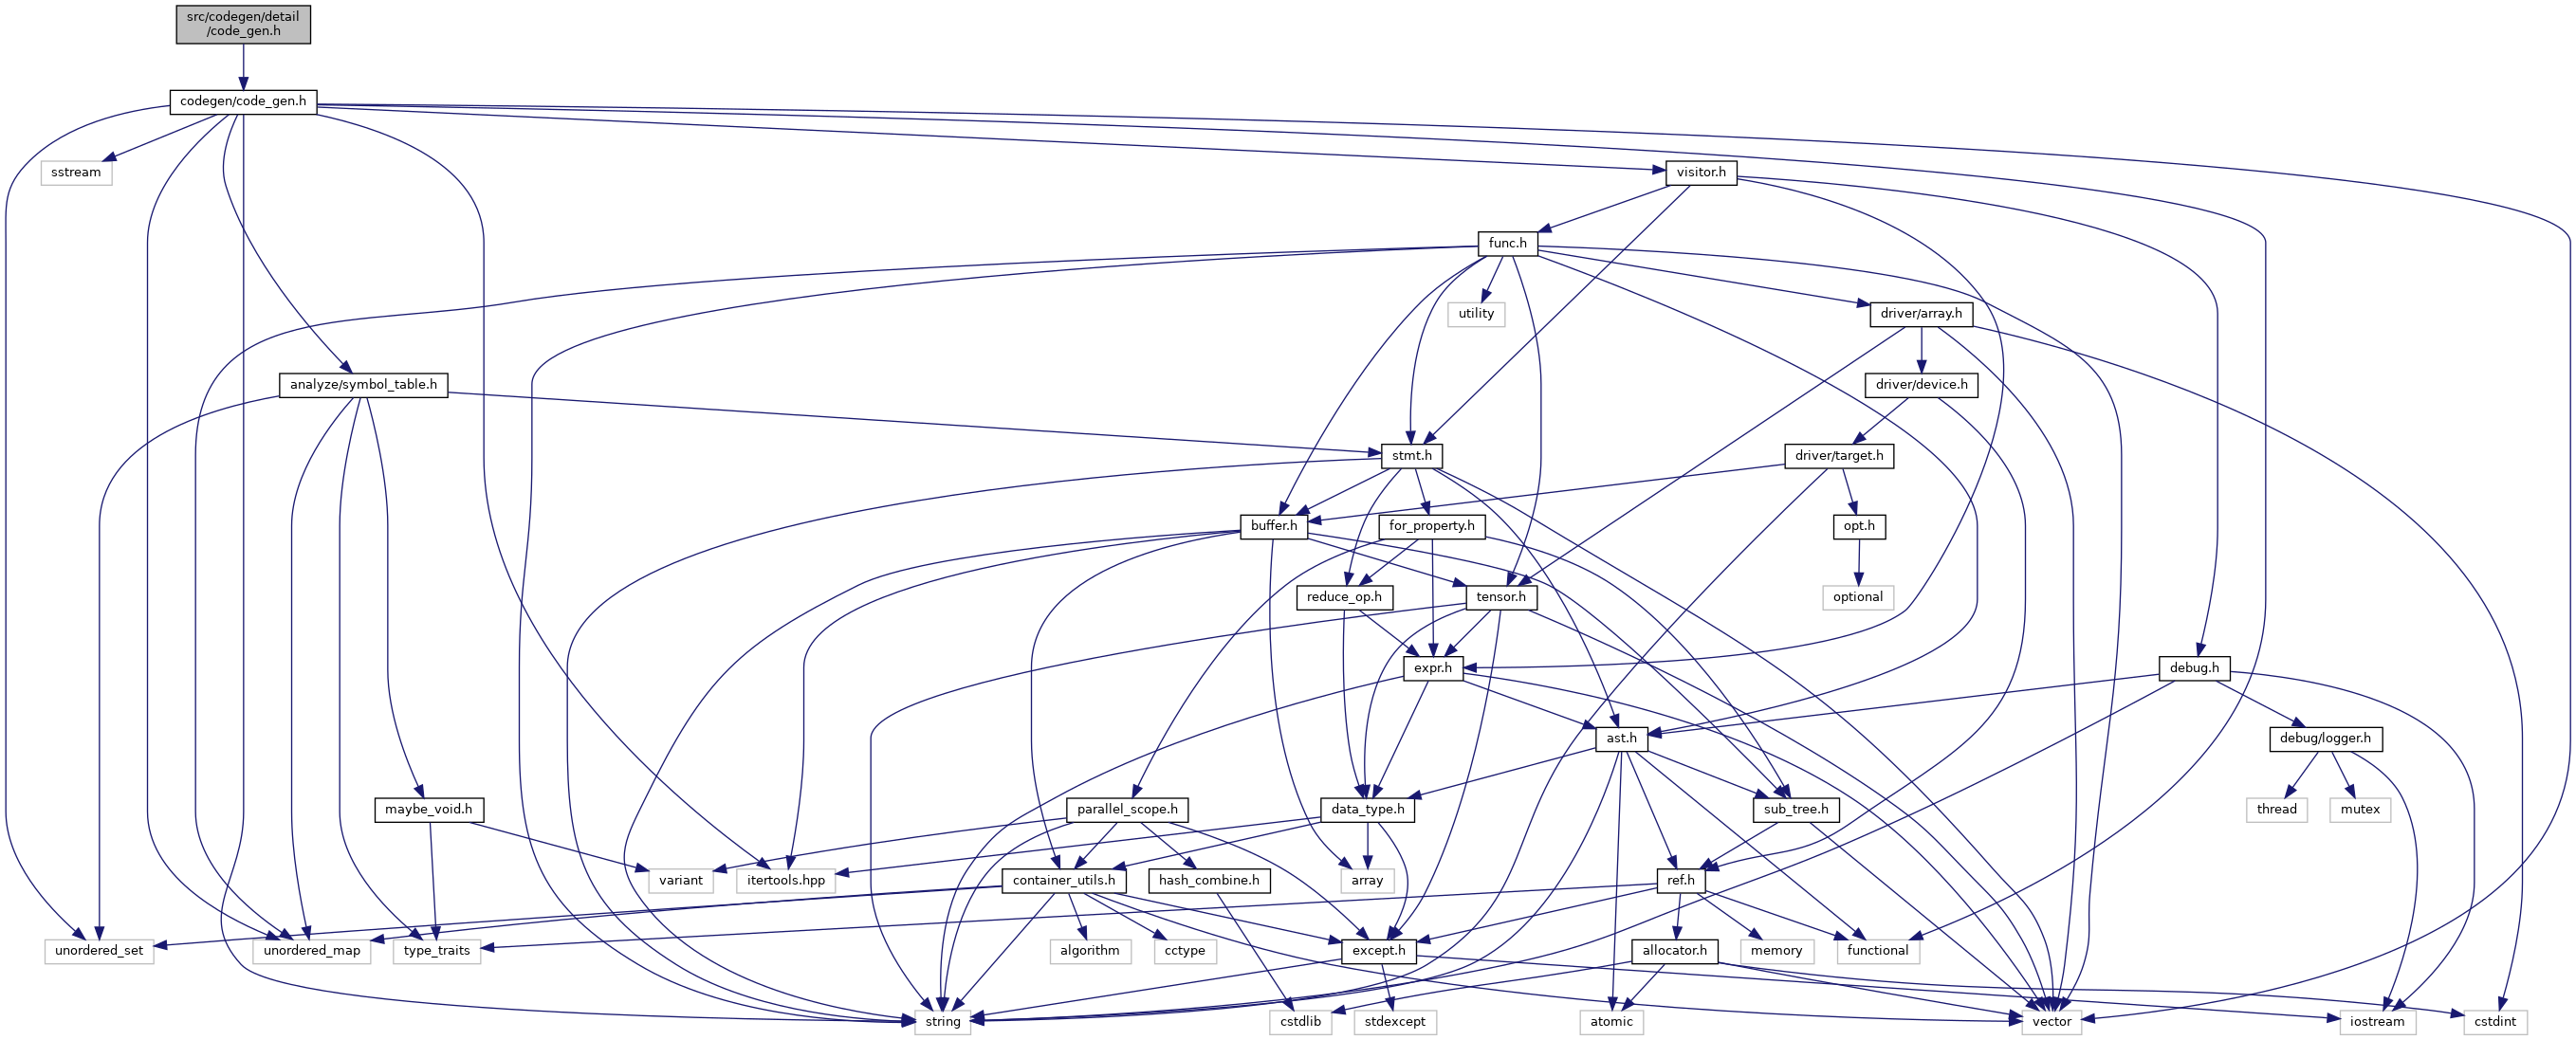 src/codegen/detail
/code_gen.h
codegen/code_gen.h
sstream
visitor.h
func.h
utility
driver/array.h
analyze/symbol_table.h
driver/device.h
stmt.h
driver/target.h
buffer.h
for_property.h
opt.h
reduce_op.h
tensor.h
optional
expr.h
debug.h
ast.h
debug/logger.h
maybe_void.h
parallel_scope.h
data_type.h
sub_tree.h
thread
mutex
variant
itertools.hpp
container_utils.h
hash_combine.h
array
ref.h
unordered_set
unordered_map
type_traits
algorithm
cctype
except.h
allocator.h
memory
functional
string
cstdlib
stdexcept
atomic
vector
iostream
cstdint